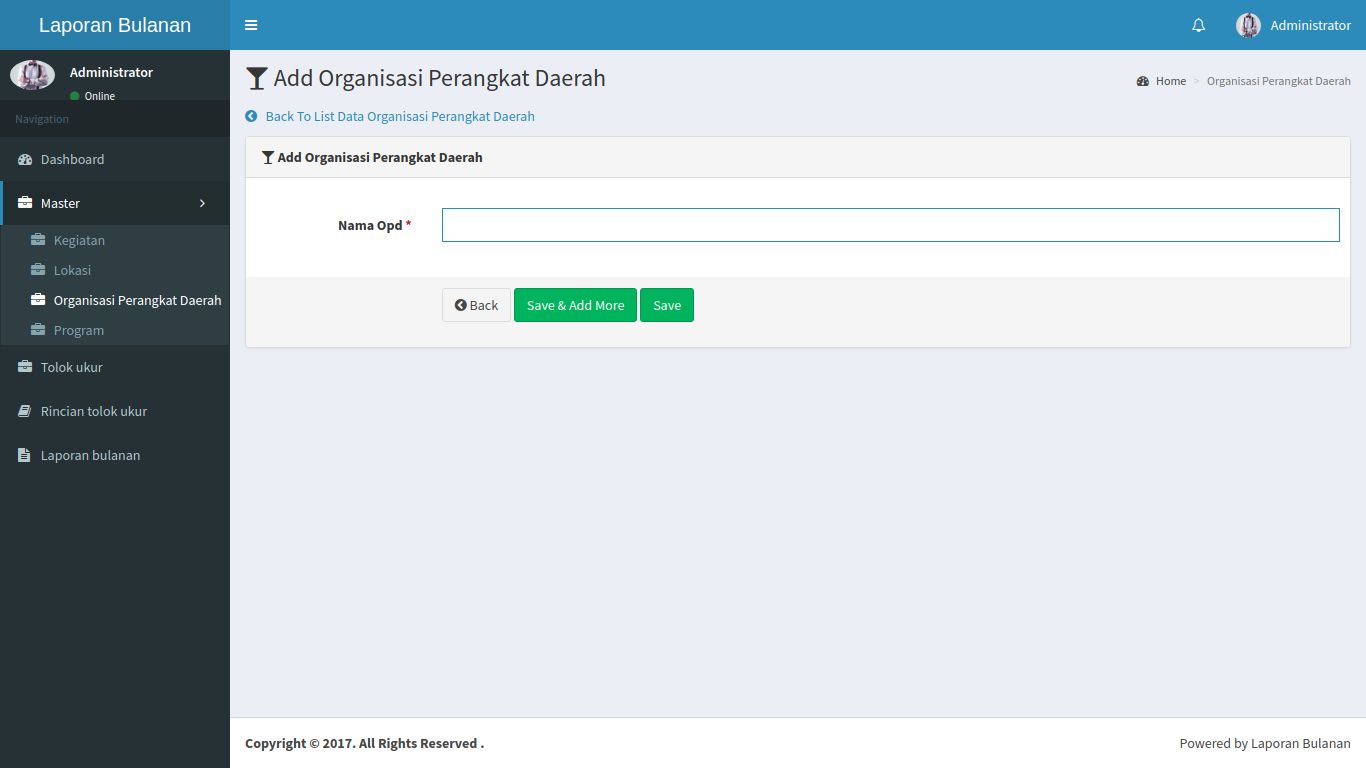 Laporan Bulanan
Administrator
Administrator
Online
Navigation
Dashboard
Master
Kegiatan
Lokasi
Organisasi Perangkat Daerah
Program
Tolok ukur
Rincian tolok ukur
Laporan bulanan
Add Organisasi Perangkat Daerah
Home > Organisasi Perangkat Daerah
Back To List Data Organisasi Perangkat Daerah
Add Organisasi Perangkat Daerah
Nama Opd *
Back Save & Add More Save
Copyright © 2017. All Rights Reserved .
Powered by Laporan Bulanan